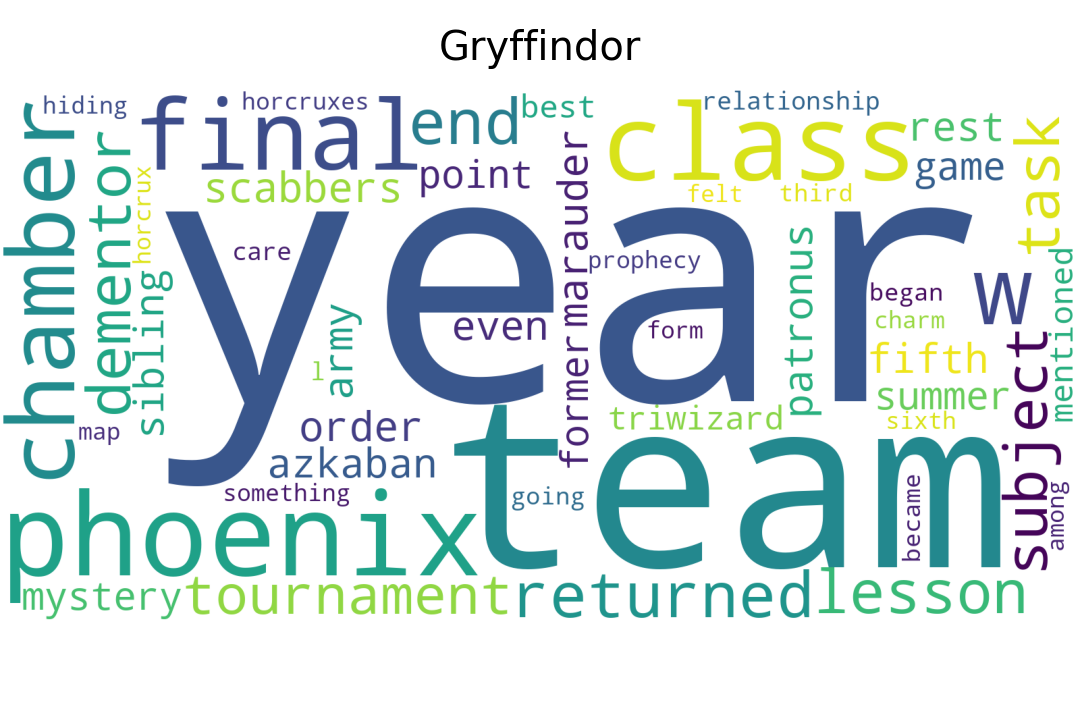 Gryffindor
hiding
horcruxes
final
end
best
relationship
class
rest
task
chamber
dementor
horcrux
scabbers
point
game
felt
third
year
care
sibling
former
marauder
prophecy
patronus
began
w
mentioned
even
form
charm
army
l
fifth
summer
sixth
subject
map
order
azkaban
triwizard
team
something
going
became
among
phoenix
mystery
tournament
returned
lesson